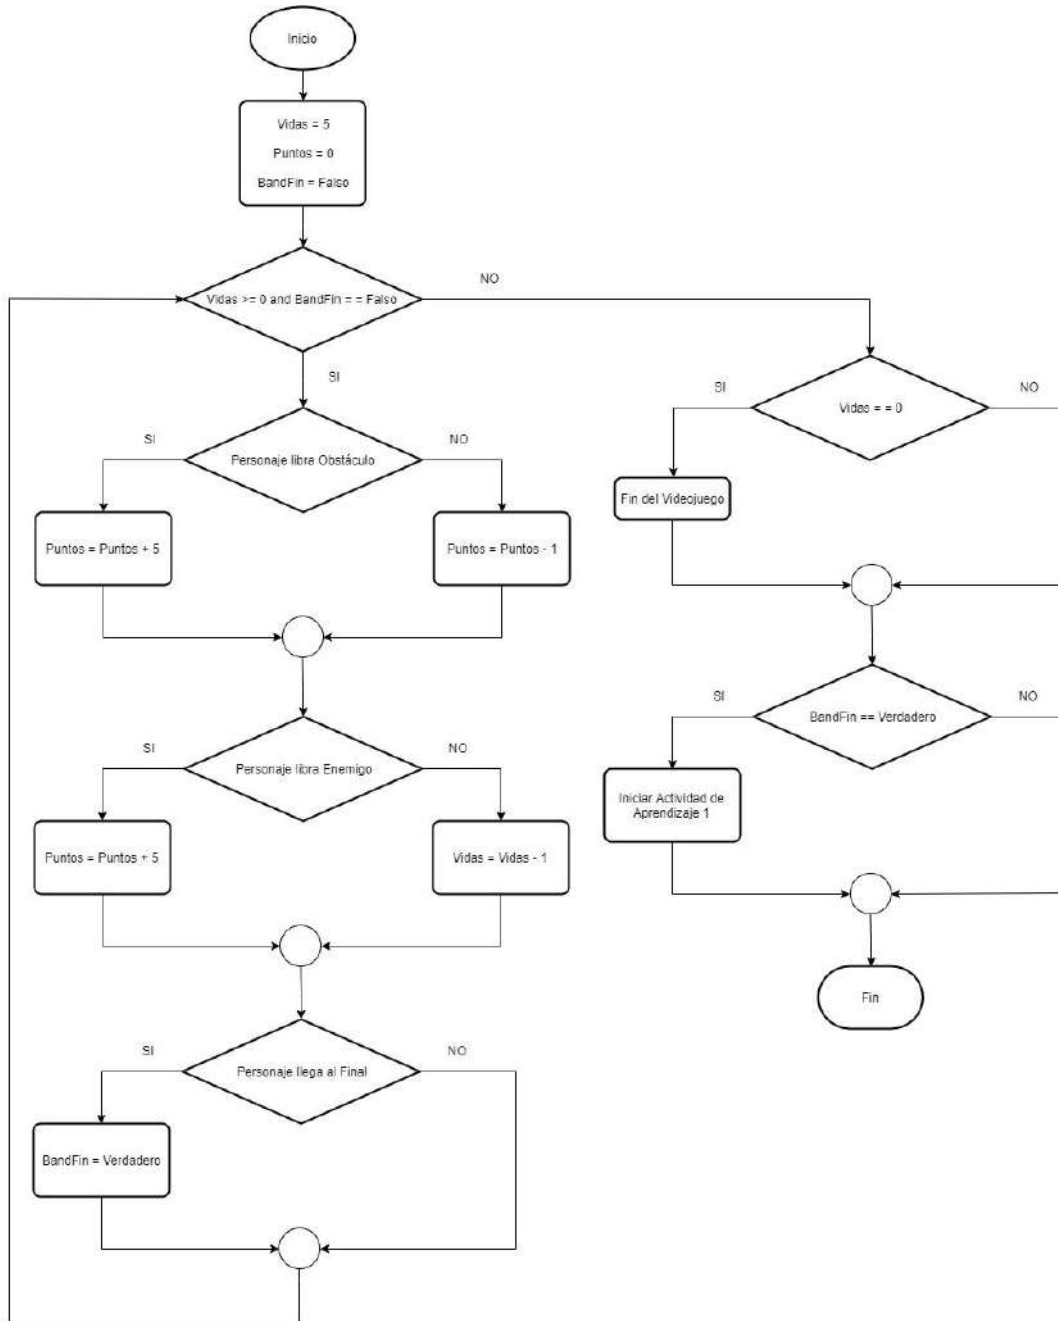 Inicio
Vidas = 5
Puntos = 0
BandFin = Falso
Vidas >= 0 and BandFin = = Falso
NO
SI
Personaje libra Obstáculo
SI
NO
Puntos = Puntos + 5
Puntos = Puntos - 1
Personaje libra Enemigo
SI
NO
Puntos = Puntos + 5
Vidas = Vidas - 1
Personaje llega al Final
SI
NO
BandFin = Verdadero
Vidas = = 0
SI
NO
Fin del Videojuego
BandFin == Verdadero
SI
NO
Iniciar Actividad de
Aprendizaje 1
Fin